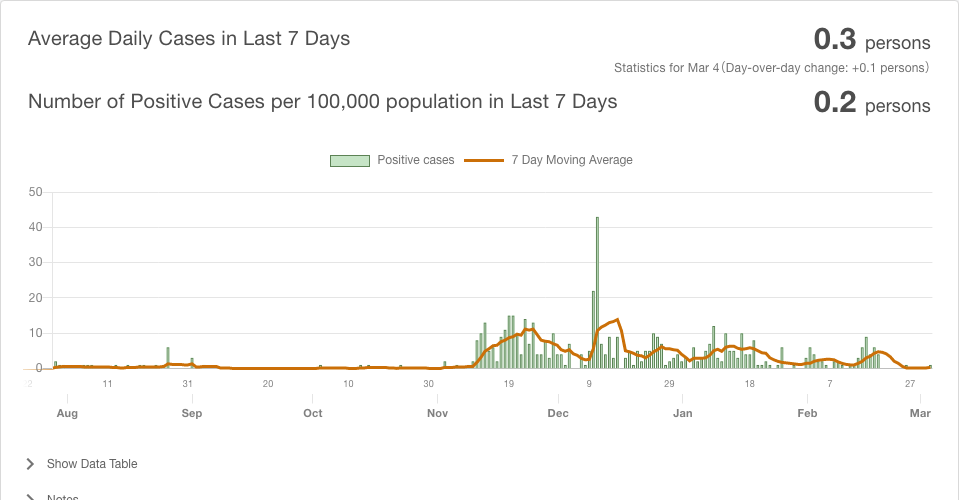 Average Daily Cases in Last 7 Days
0.3 persons
Statistics for Mar 4(Day-over-day change: +0.1 persons)
Number of Positive Cases per 100,000 population in Last 7 Days
0.2 persons
Positive cases 7 Day Moving Average
50
40
30
20
10
0
2 11 31 20 10 30 19 9 29 18 7 27
Aug Sep Oct Nov Dec Jan Feb Mar
Show Data Table
Notes